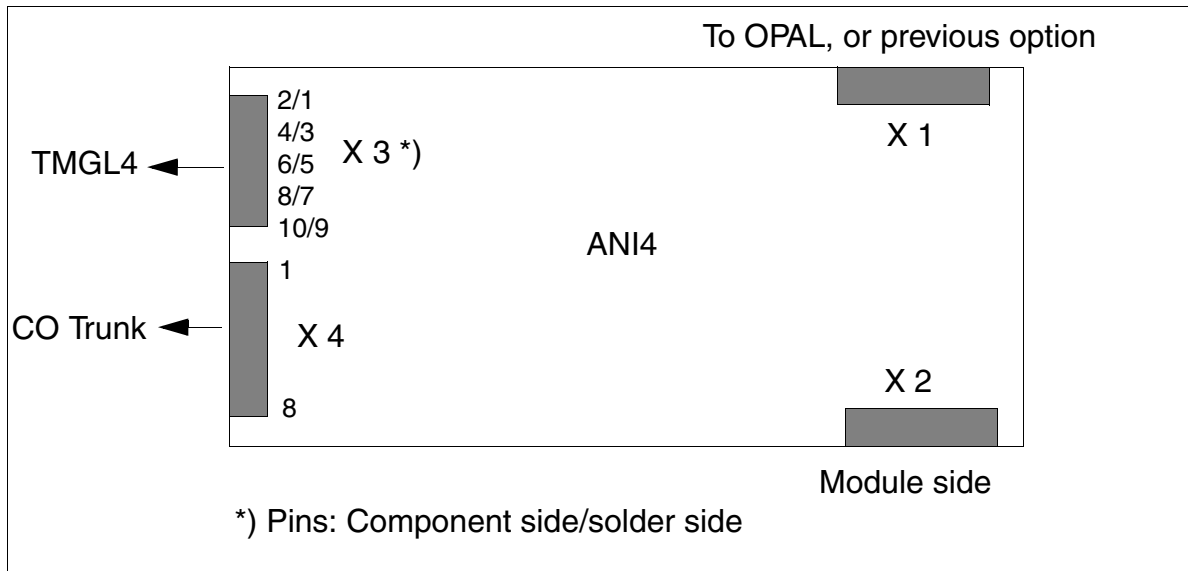 To OPAL, or previous option
2/1
4/3
6/5
8/7
10/9
X 3 *)
X 1
TMGL4
ANI4
1
CO Trunk
X 4
8
X 2
Module side
*) Pins: Component side/solder side